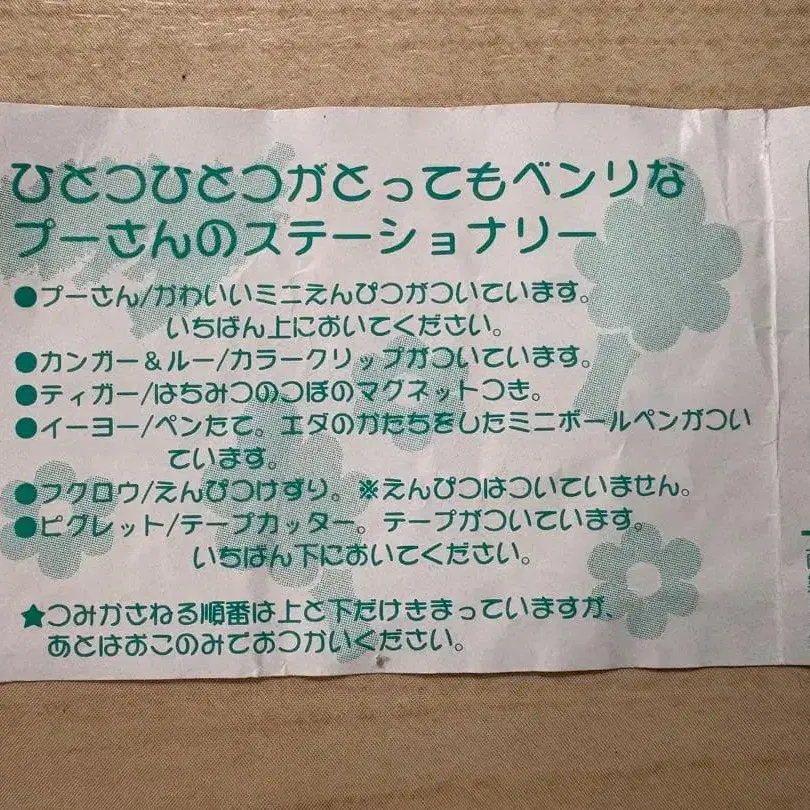 ひとつひとつがとってもベンリな
プーさんのステーショナリー
●プーさん/かわいいミニえんぴつがついています。
いちばん上においてください。
●カンガー&ルー/カラークリップがついています。
●ティガー/はちみつのつぼのマグネットつき。
●イーヨー/ペンたて。エダのかたちをしたミニボールペンがつい
ています。
●フクロウ/えんぴつけずり。※えんぴつはついていません。
●ピグレット/テープカッター。テープがついています。
いちばん下においてください。
★つみかさねる順番は上と下だけきまっていますが、
あとはおこのみでおつかいください。